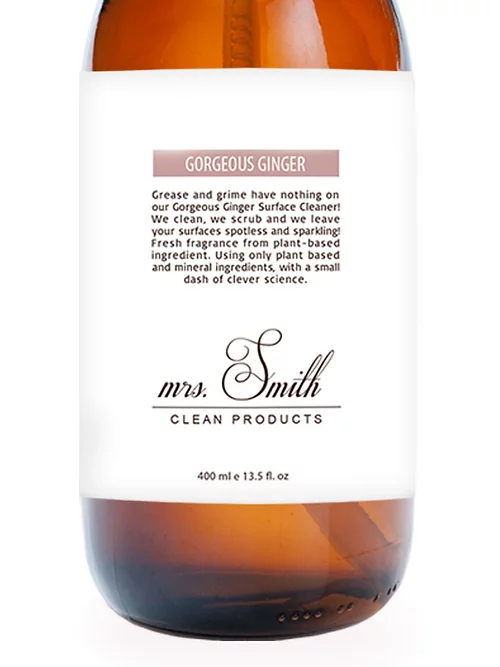 GORGEOUS GINGER
Grease and grime have nothing on
our Gorgeous Ginger Surface Cleaner!
We clean, we scrub and we leave
your surfaces spotless and sparkling!
Fresh fragrance from plant-based
ingredient. Using only plant based
and mineral ingredients, with a small
dash of clever science.
mrs. Smith
CLEAN PRODUCTS
400 ml e 13.5 fl. oz